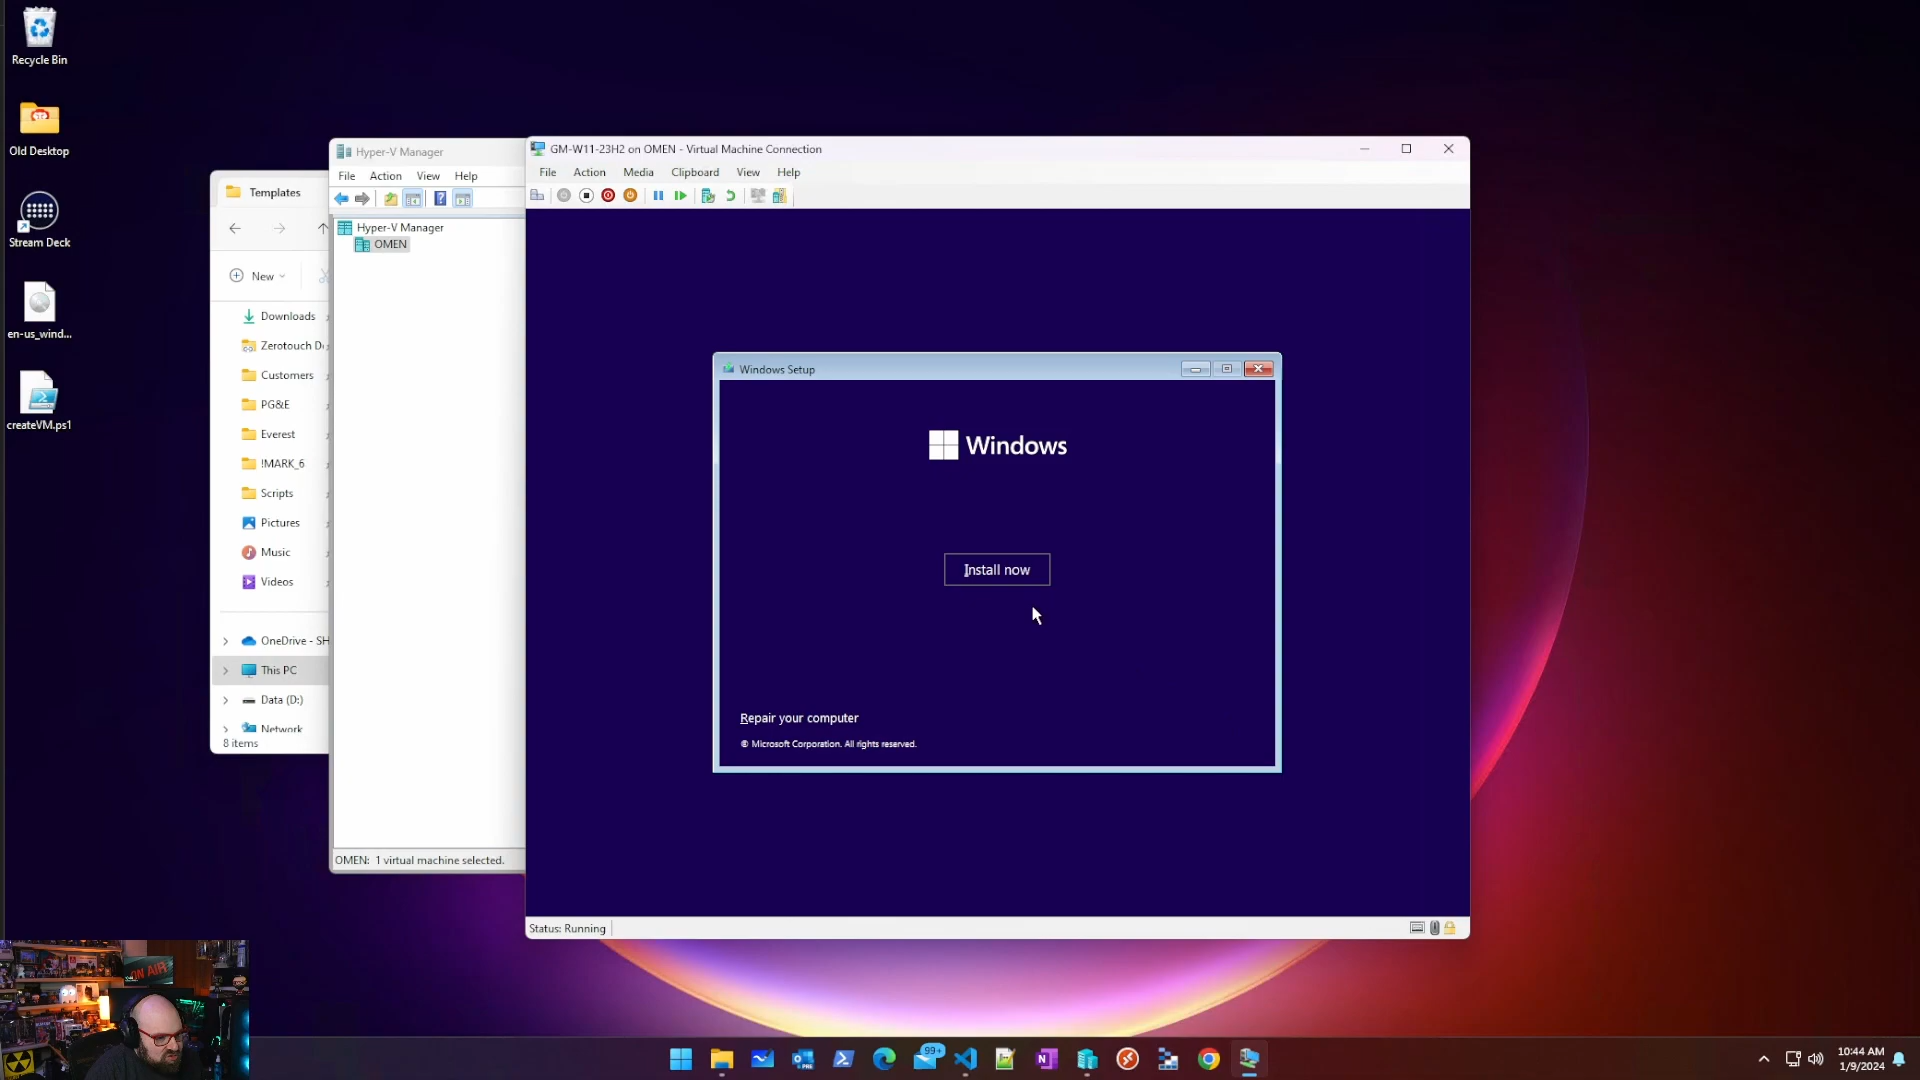 Recycle Bin
Old Desktop
Stream Deck
en-us_wind...
createVM.ps1
Templates
New
Downloads
Zerotouch D
Customers
PG&E
Everest
!MARK_6
Scripts
Pictures
Music
Videos
OneDrive - SH
This PC
Data (D:)
Network
8 items
Hyper-V Manager
File Action View Help
Hyper-V Manager
OMEN
OMEN: 1 virtual machine selected.
GM-W11-23H2 on OMEN - Virtual Machine Connection
File Action Media Clipboard View Help
Windows Setup
Windows
Install now
Repair your computer
© Microsoft Corporation. All rights reserved.
Status: Running
ON AIR
99+
10:44 AM
1/9/2024